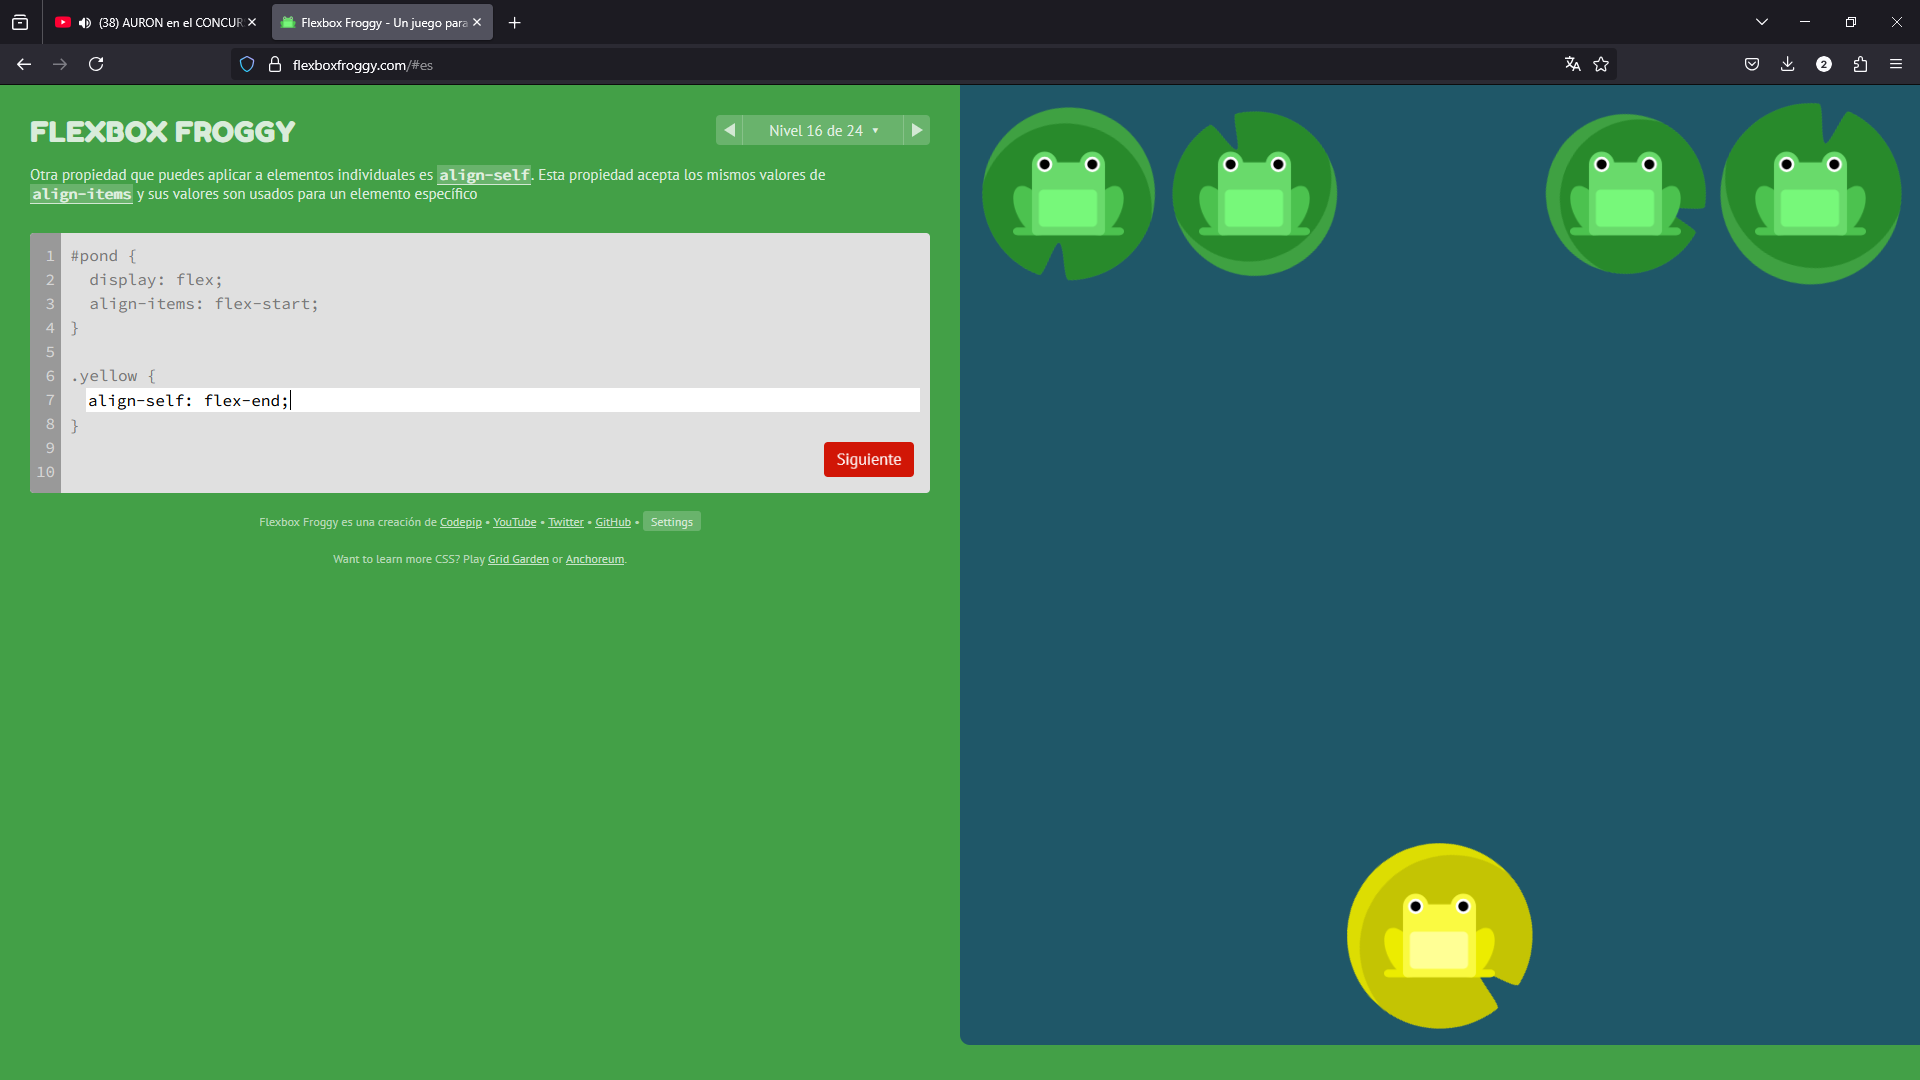 (38) AURON en el CONCUR
Flexbox Froggy - Un juego para
flexboxfroggy.com/#es
2
FLEXBOX FROGGY
Nivel 16 de 24 ▾
Otra propiedad que puedes aplicar a elementos individuales es align-self. Esta propiedad acepta los mismos valores de
align-items y sus valores son usados para un elemento específico
1 #pond {
2 display: flex;
3 align-items: flex-start;
4 }
5
6 .yellow {
7 align-self: flex-end;
8 }
9
10
Siguiente
Flexbox Froggy es una creación de Codepip • YouTube • Twitter • GitHub • Settings
Want to learn more CSS? Play Grid Garden or Anchoreum.